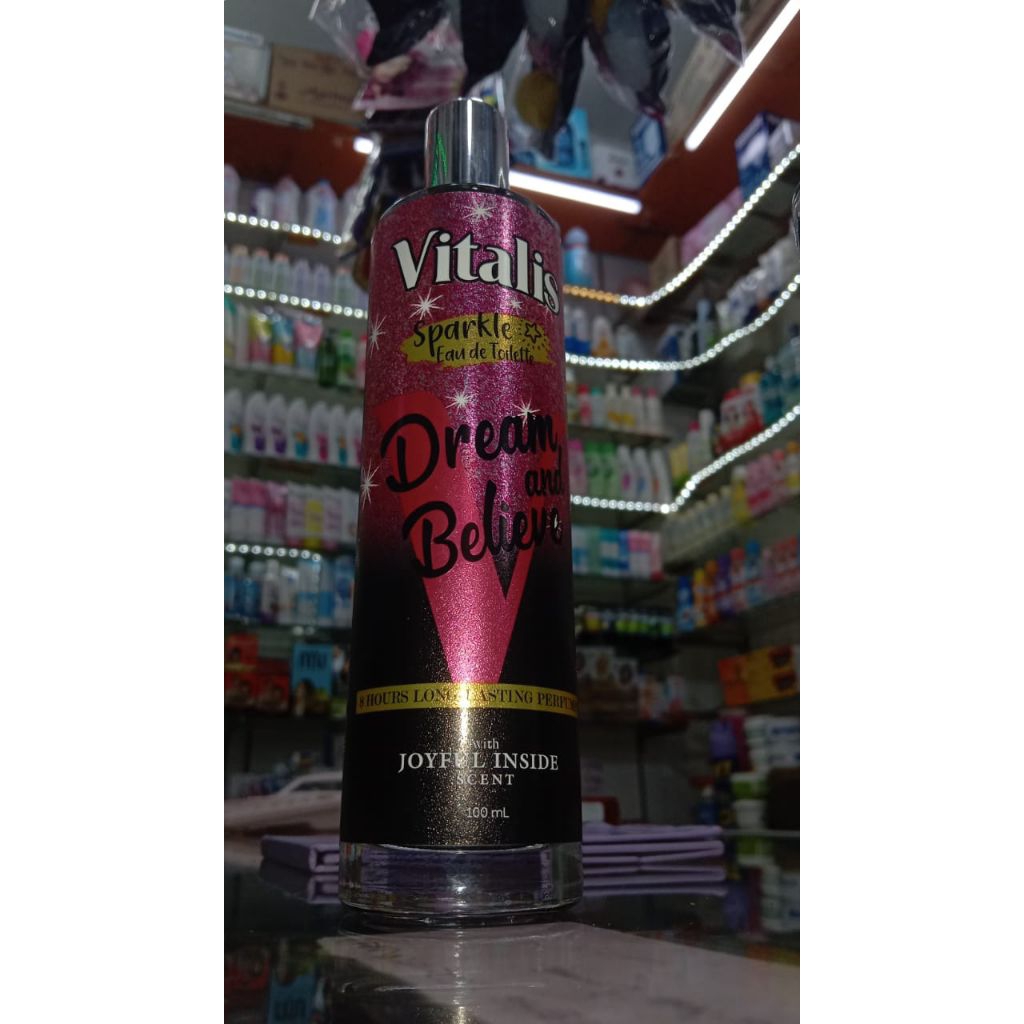 Vitalis
Sparkle
Eau de Toilette
Dream
and
Believe
8 HOURS LONG LASTING PERFUME
with
JOYFUL INSIDE
SCENT
100 mL